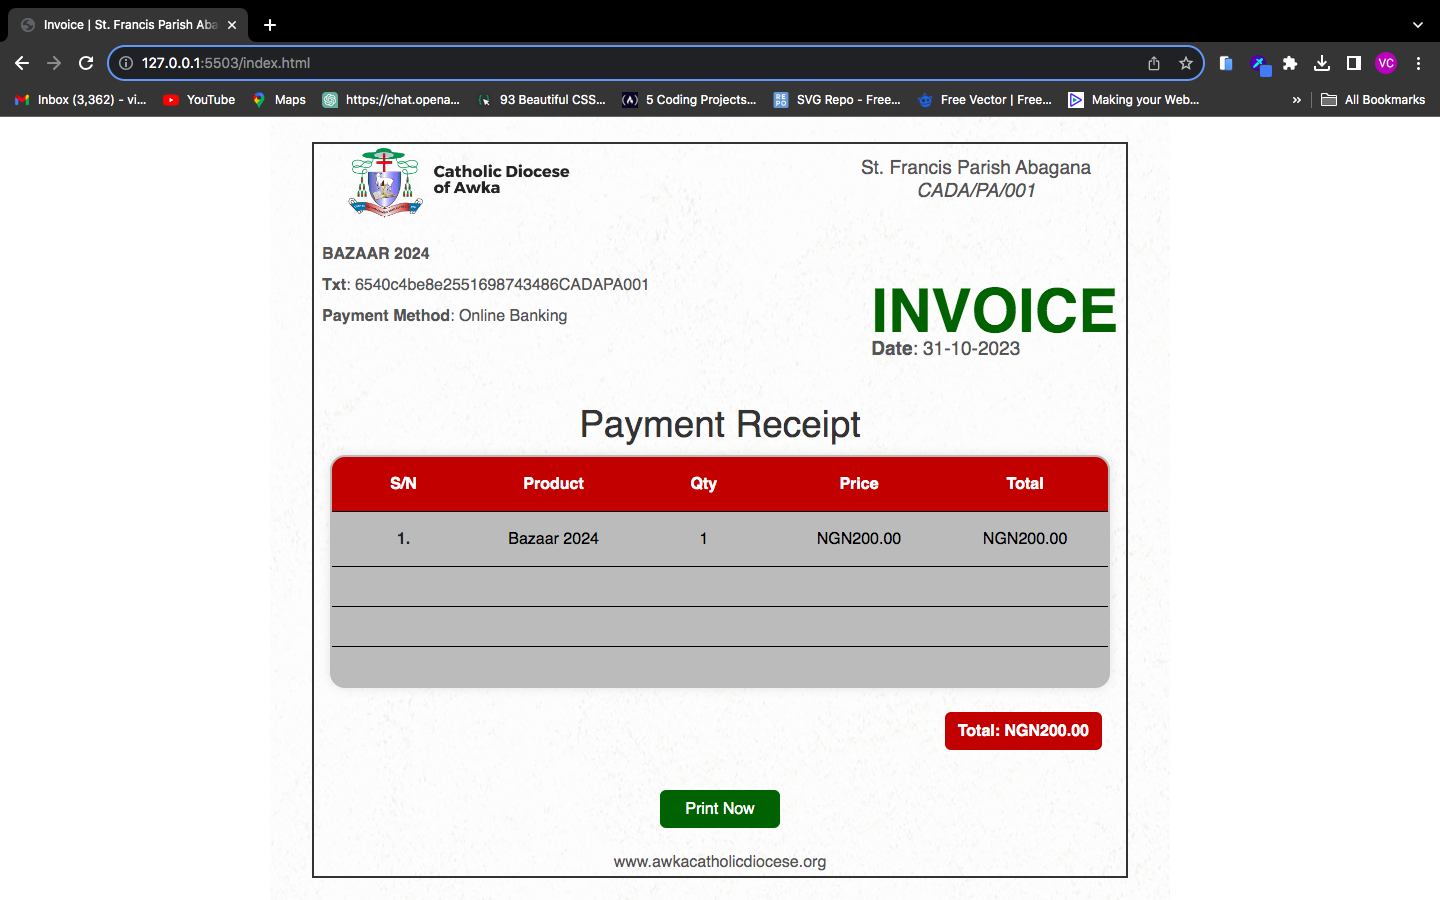 Invoice | St. Francis Parish Aba
127.0.0.1:5503/index.html
VC
Inbox (3,362) - vi...
YouTube
Maps
https://chat.opena...
93 Beautiful CSS...
(A)
5 Coding Projects...
RE
PO
SVG Repo - Free...
Free Vector | Free...
Making your Web...
»
All Bookmarks
Catholic Diocese
of Awka
St. Francis Parish Abagana
CADA/PA/001
BAZAAR 2024
Txt: 6540c4be8e2551698743486CADAPA001
Payment Method: Online Banking
INVOICE
Date: 31-10-2023
Payment Receipt
S/N Product Qty Price Total
1. Bazaar 2024 1 NGN200.00 NGN200.00
Total: NGN200.00
Print Now
www.awkacatholicdiocese.org